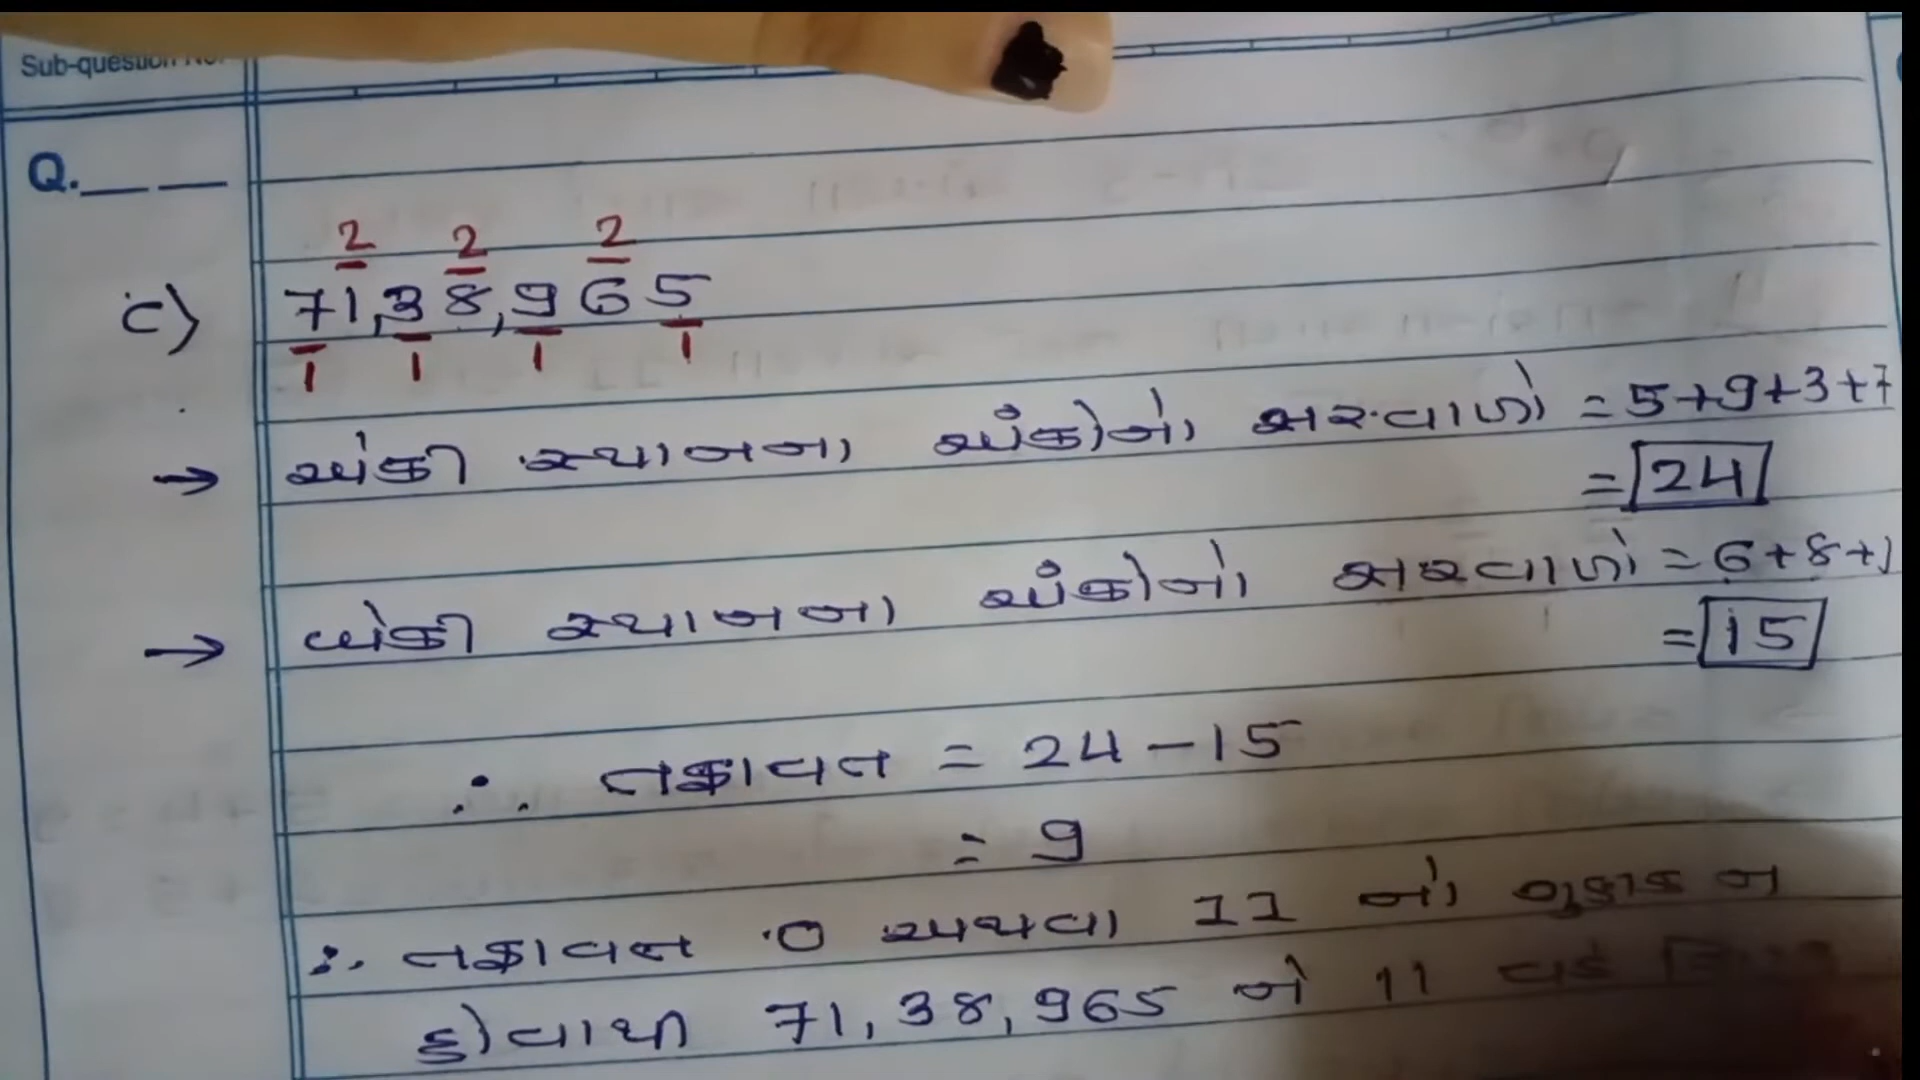 Sub-question No.
Q.
2 2 2
c) 71,38,965
1 1 1 1
→ એકી સ્થાનના અંકોનો સરવાળો = 5+9+3+7
= 24
→ બેકી સ્થાનના અંકોનો સરવાળો = 6+8+1
= 15
∴ તફાવત = 24 - 15
= 9
∴ તફાવત 0 અથવા 11 નો ગુણક ન
હોવાથી 71,38,965 ને 11 વડે